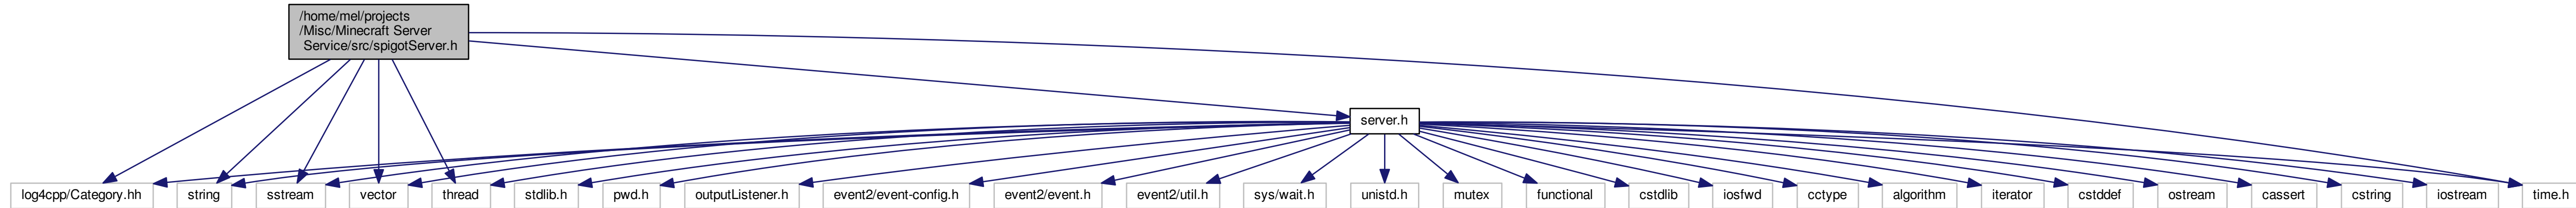 /home/mel/projects
/Misc/Minecraft Server
Service/src/spigotServer.h
server.h
log4cpp/Category.hh
string
sstream
vector
thread
stdlib.h
pwd.h
outputListener.h
event2/event-config.h
event2/event.h
event2/util.h
sys/wait.h
unistd.h
mutex
functional
cstdlib
iosfwd
cctype
algorithm
iterator
cstddef
ostream
cassert
cstring
iostream
time.h